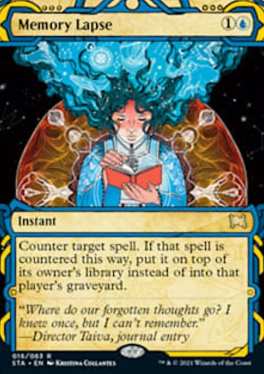 Memory Lapse 1
Instant
Counter target spell. If that spell is
countered this way, put it on top of
its owner's library instead of into that
player's graveyard.
"Where do our forgotten thoughts go? I
knew once, but I can't remember."
—Director Taiva, journal entry
016/063 R
STA • EN KRISTINA COLLANTES
™ & © 2021 Wizards of the Coast